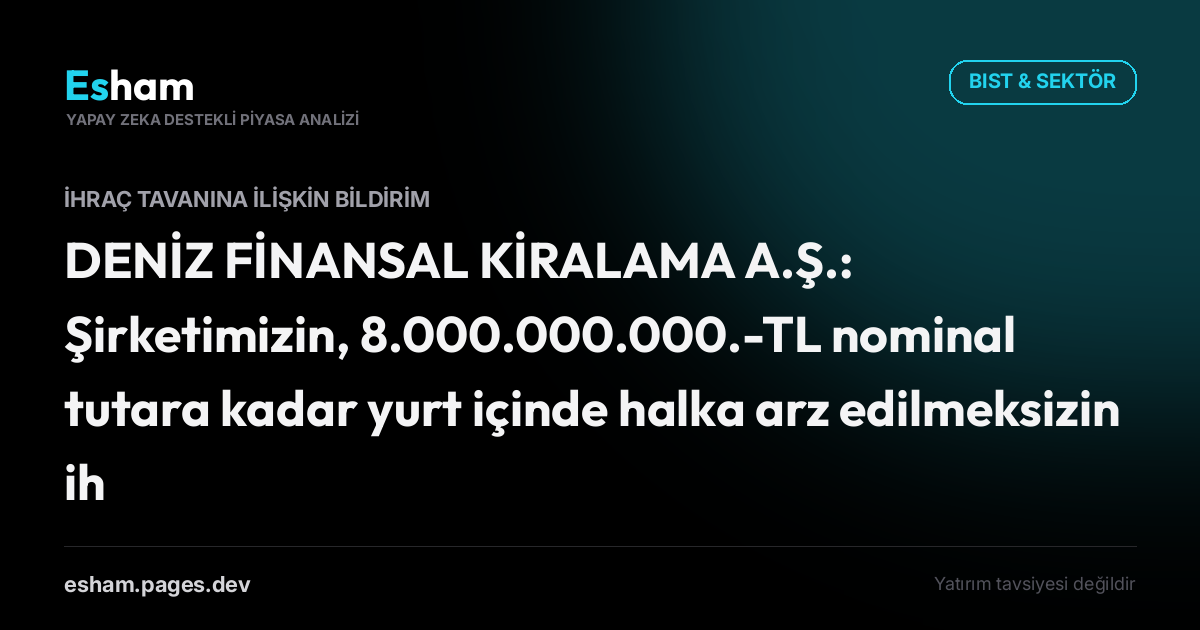 Esham
BIST & SEKTÖR
YAPAY ZEKA DESTEKLİ PİYASA ANALİZİ
İHRAÇ TAVANINA İLİŞKİN BİLDİRİM
DENİZ FİNANSAL KİRALAMA A.Ş.:
Şirketimizin, 8.000.000.000.-TL nominal
tutara kadar yurt içinde halka arz edilmeksizin
ih
esham.pages.dev
Yatırım tavsiyesi değildir